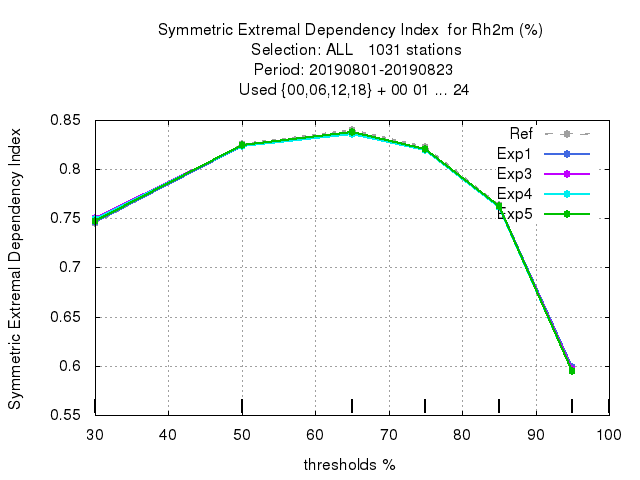 Symmetric Extremal Dependency Index  for Rh2m (%)
Selection: ALL   1031 stations
Period: 20190801-20190823
Used {00,06,12,18} + 00 01 ... 24
Symmetric Extremal Dependency Index
0.85
0.8
0.75
0.7
0.65
0.6
0.55
Ref
Exp1
Exp3
Exp4
Exp5
30 40 50 60 70 80 90 100
thresholds %